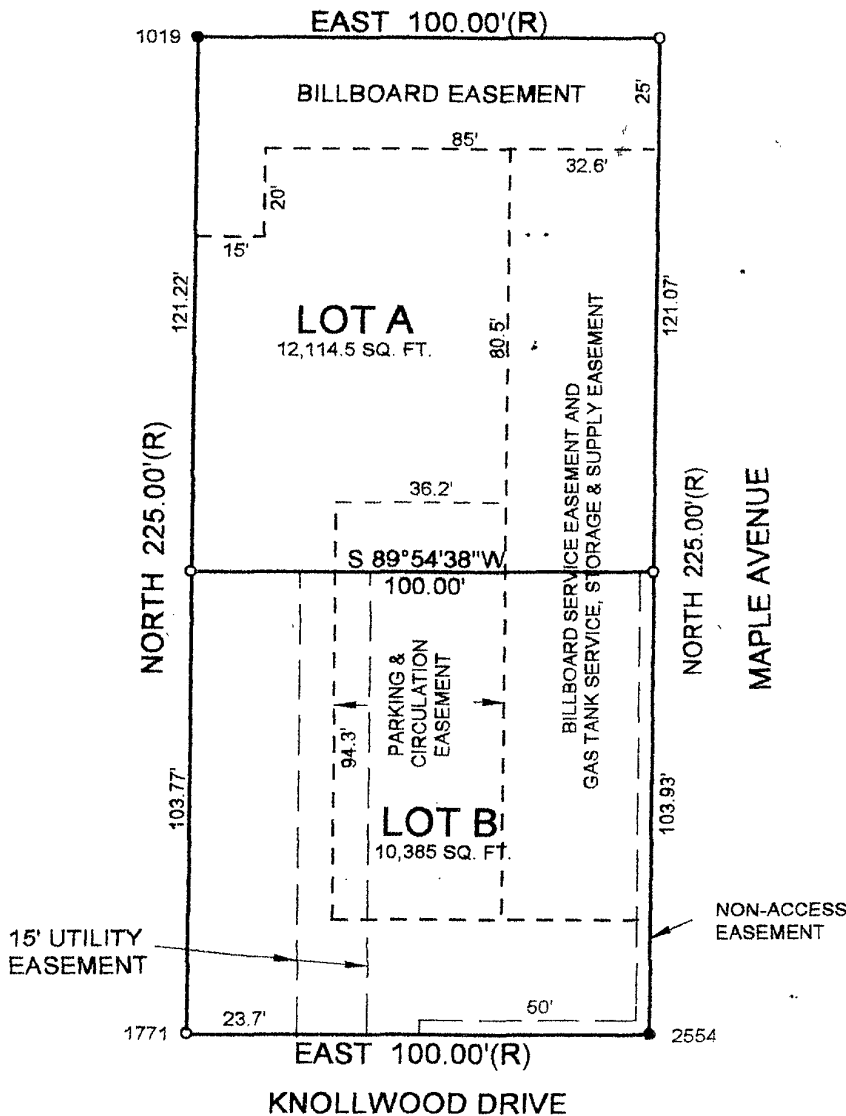 EAST 100.00'(R)
1019
BILLBOARD EASEMENT
25'
85'
32.6'
20'
15'
121.22'
121.07'
LOT A
12,114.5 SQ. FT.
80.5'
BILLBOARD SERVICE EASEMENT AND
GAS TANK SERVICE, STORAGE & SUPPLY EASEMENT
36.2'
S 89°54'38"W
100.00'
NORTH 225.00'(R)
NORTH 225.00'(R)
MAPLE AVENUE
PARKING &
CIRCULATION
EASEMENT
94.3'
103.77'
103.93'
LOT B
10,385 SQ. FT.
NON-ACCESS
EASEMENT
15' UTILITY
EASEMENT
23.7'
50'
1771
2554
EAST 100.00'(R)
KNOLLWOOD DRIVE